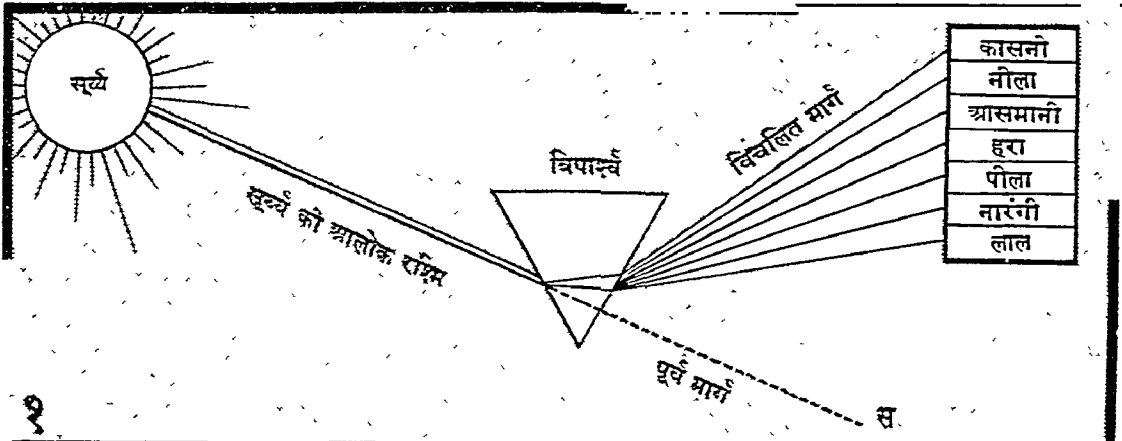 सूर्य्य
सूर्य्य की आलोक रश्मि
त्रिपार्श्व
विचलित मार्ग
पूर्व मार्ग
स
कासनी
नीला
आसमानी
हरा
पीला
नारंगी
लाल
१